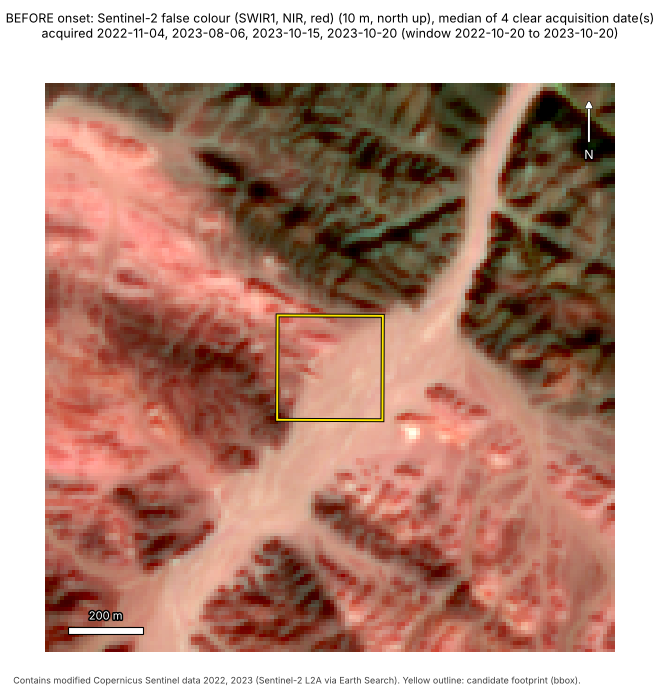 BEFORE onset: Sentinel-2 false colour (SWIR1, NIR, red) (10 m, north up), median of 4 clear acquisition date(s)
acquired 2022-11-04, 2023-08-06, 2023-10-15, 2023-10-20 (window 2022-10-20 to 2023-10-20)
N
200 m
Contains modified Copernicus Sentinel data 2022, 2023 (Sentinel-2 L2A via Earth Search). Yellow outline: candidate footprint (bbox).